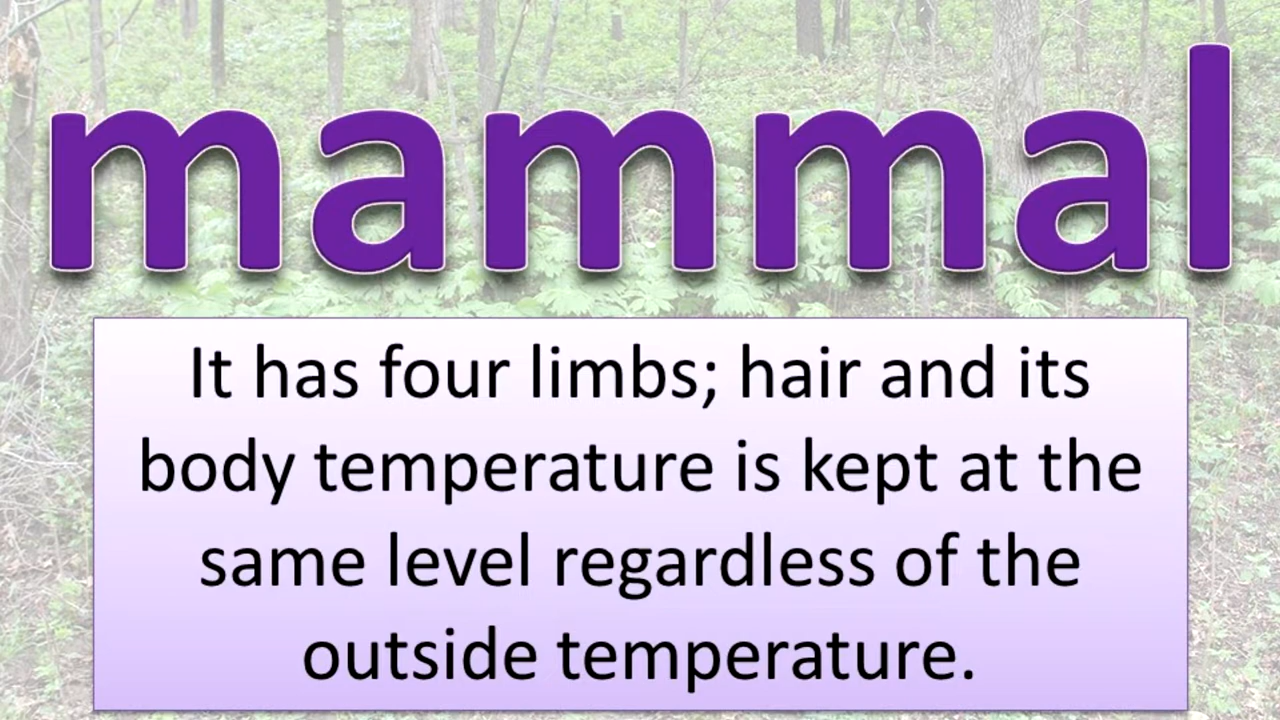 mammal
It has four limbs; hair and its
body temperature is kept at the
same level regardless of the
outside temperature.